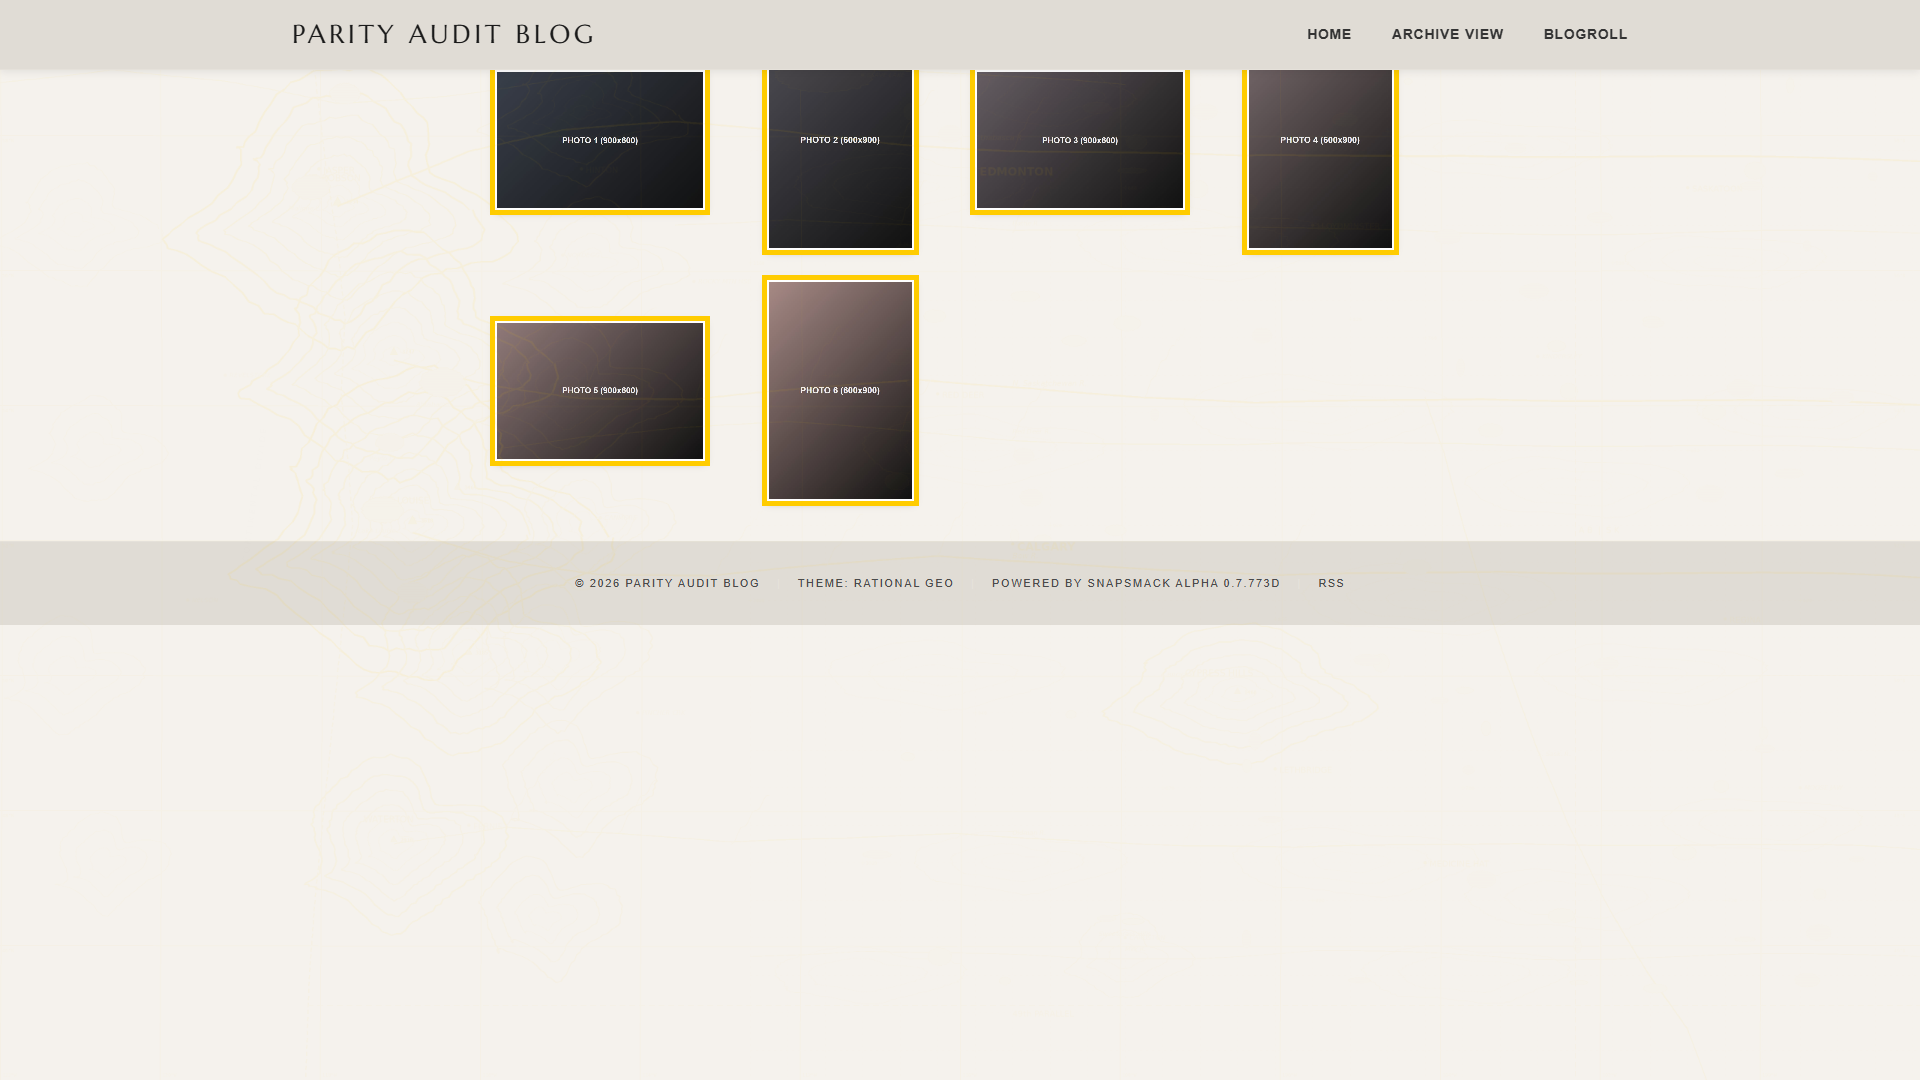 PARITY AUDIT BLOG
HOME ARCHIVE VIEW BLOGROLL
PHOTO 1 (900x600) PHOTO 2 (600x900) PHOTO 3 (900x600) PHOTO 4 (600x900)
EDMONTON
PHOTO 5 (900x600) PHOTO 6 (600x900)
© 2026 PARITY AUDIT BLOG THEME: RATIONAL GEO POWERED BY SNAPSMACK ALPHA 0.7.773D RSS